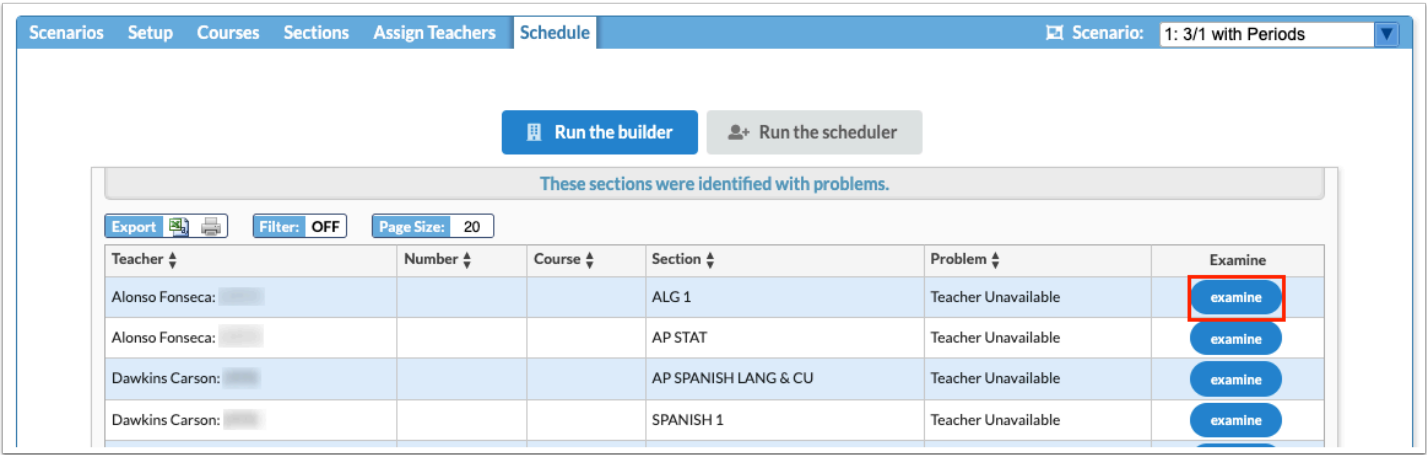 Scenarios Setup Courses Sections Assign Teachers Schedule Scenario: 1: 3/1 with Periods
Run the builder Run the scheduler
These sections were identified with problems.
Export Filter: OFF Page Size: 20
Teacher Number Course Section Problem Examine
Alonso Fonseca: ALG 1 Teacher Unavailable examine
Alonso Fonseca: AP STAT Teacher Unavailable examine
Dawkins Carson: AP SPANISH LANG & CU Teacher Unavailable examine
Dawkins Carson: SPANISH 1 Teacher Unavailable examine